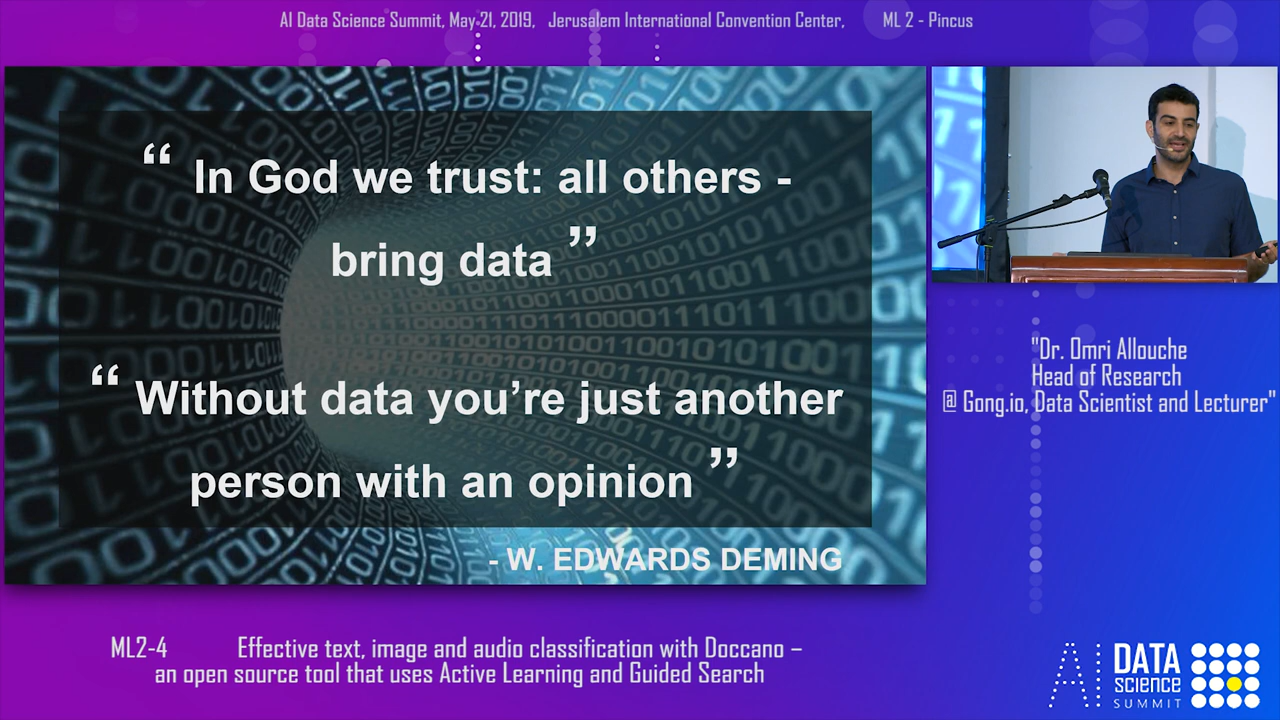 AI Data Science Summit, May 21, 2019, Jerusalem International Convention Center, ML 2 - Pincus
“ In God we trust: all others -
bring data ”
“ Without data you’re just another
person with an opinion ”
- W. EDWARDS DEMING
"Dr. Omri Allouche
Head of Research
@ Gong.io, Data Scientist and Lecturer"
ML2-4 Effective text, image and audio classification with Doccano –
an open source tool that uses Active Learning and Guided Search
AI DATA
SCIENCE
SUMMIT